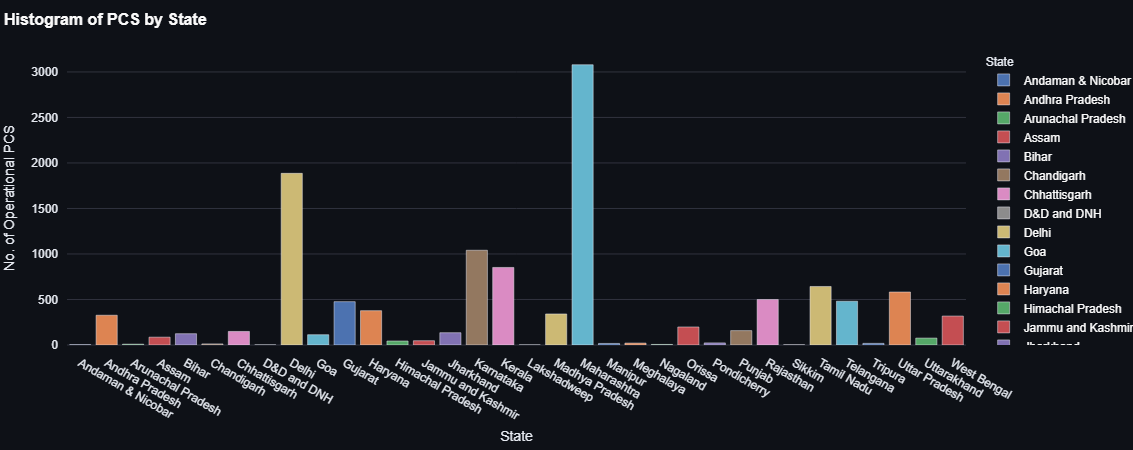 Histogram of PCS by State
No. of Operational PCS
3000
2500
2000
1500
1000
500
0
Andaman & Nicobar
Andhra Pradesh
Arunachal Pradesh
Assam
Bihar
Chandigarh
Chhattisgarh
D&D and DNH
Delhi
Goa
Gujarat
Haryana
Himachal Pradesh
Jammu and Kashmir
Jharkhand
Karnataka
Kerala
Lakshadweep
Madhya Pradesh
Maharashtra
Manipur
Meghalaya
Nagaland
Orissa
Pondicherry
Punjab
Rajasthan
Sikkim
Tamil Nadu
Telangana
Tripura
Uttar Pradesh
Uttarakhand
West Bengal
State
State
Andaman & Nicobar
Andhra Pradesh
Arunachal Pradesh
Assam
Bihar
Chandigarh
Chhattisgarh
D&D and DNH
Delhi
Goa
Gujarat
Haryana
Himachal Pradesh
Jammu and Kashmir
Jharkhand